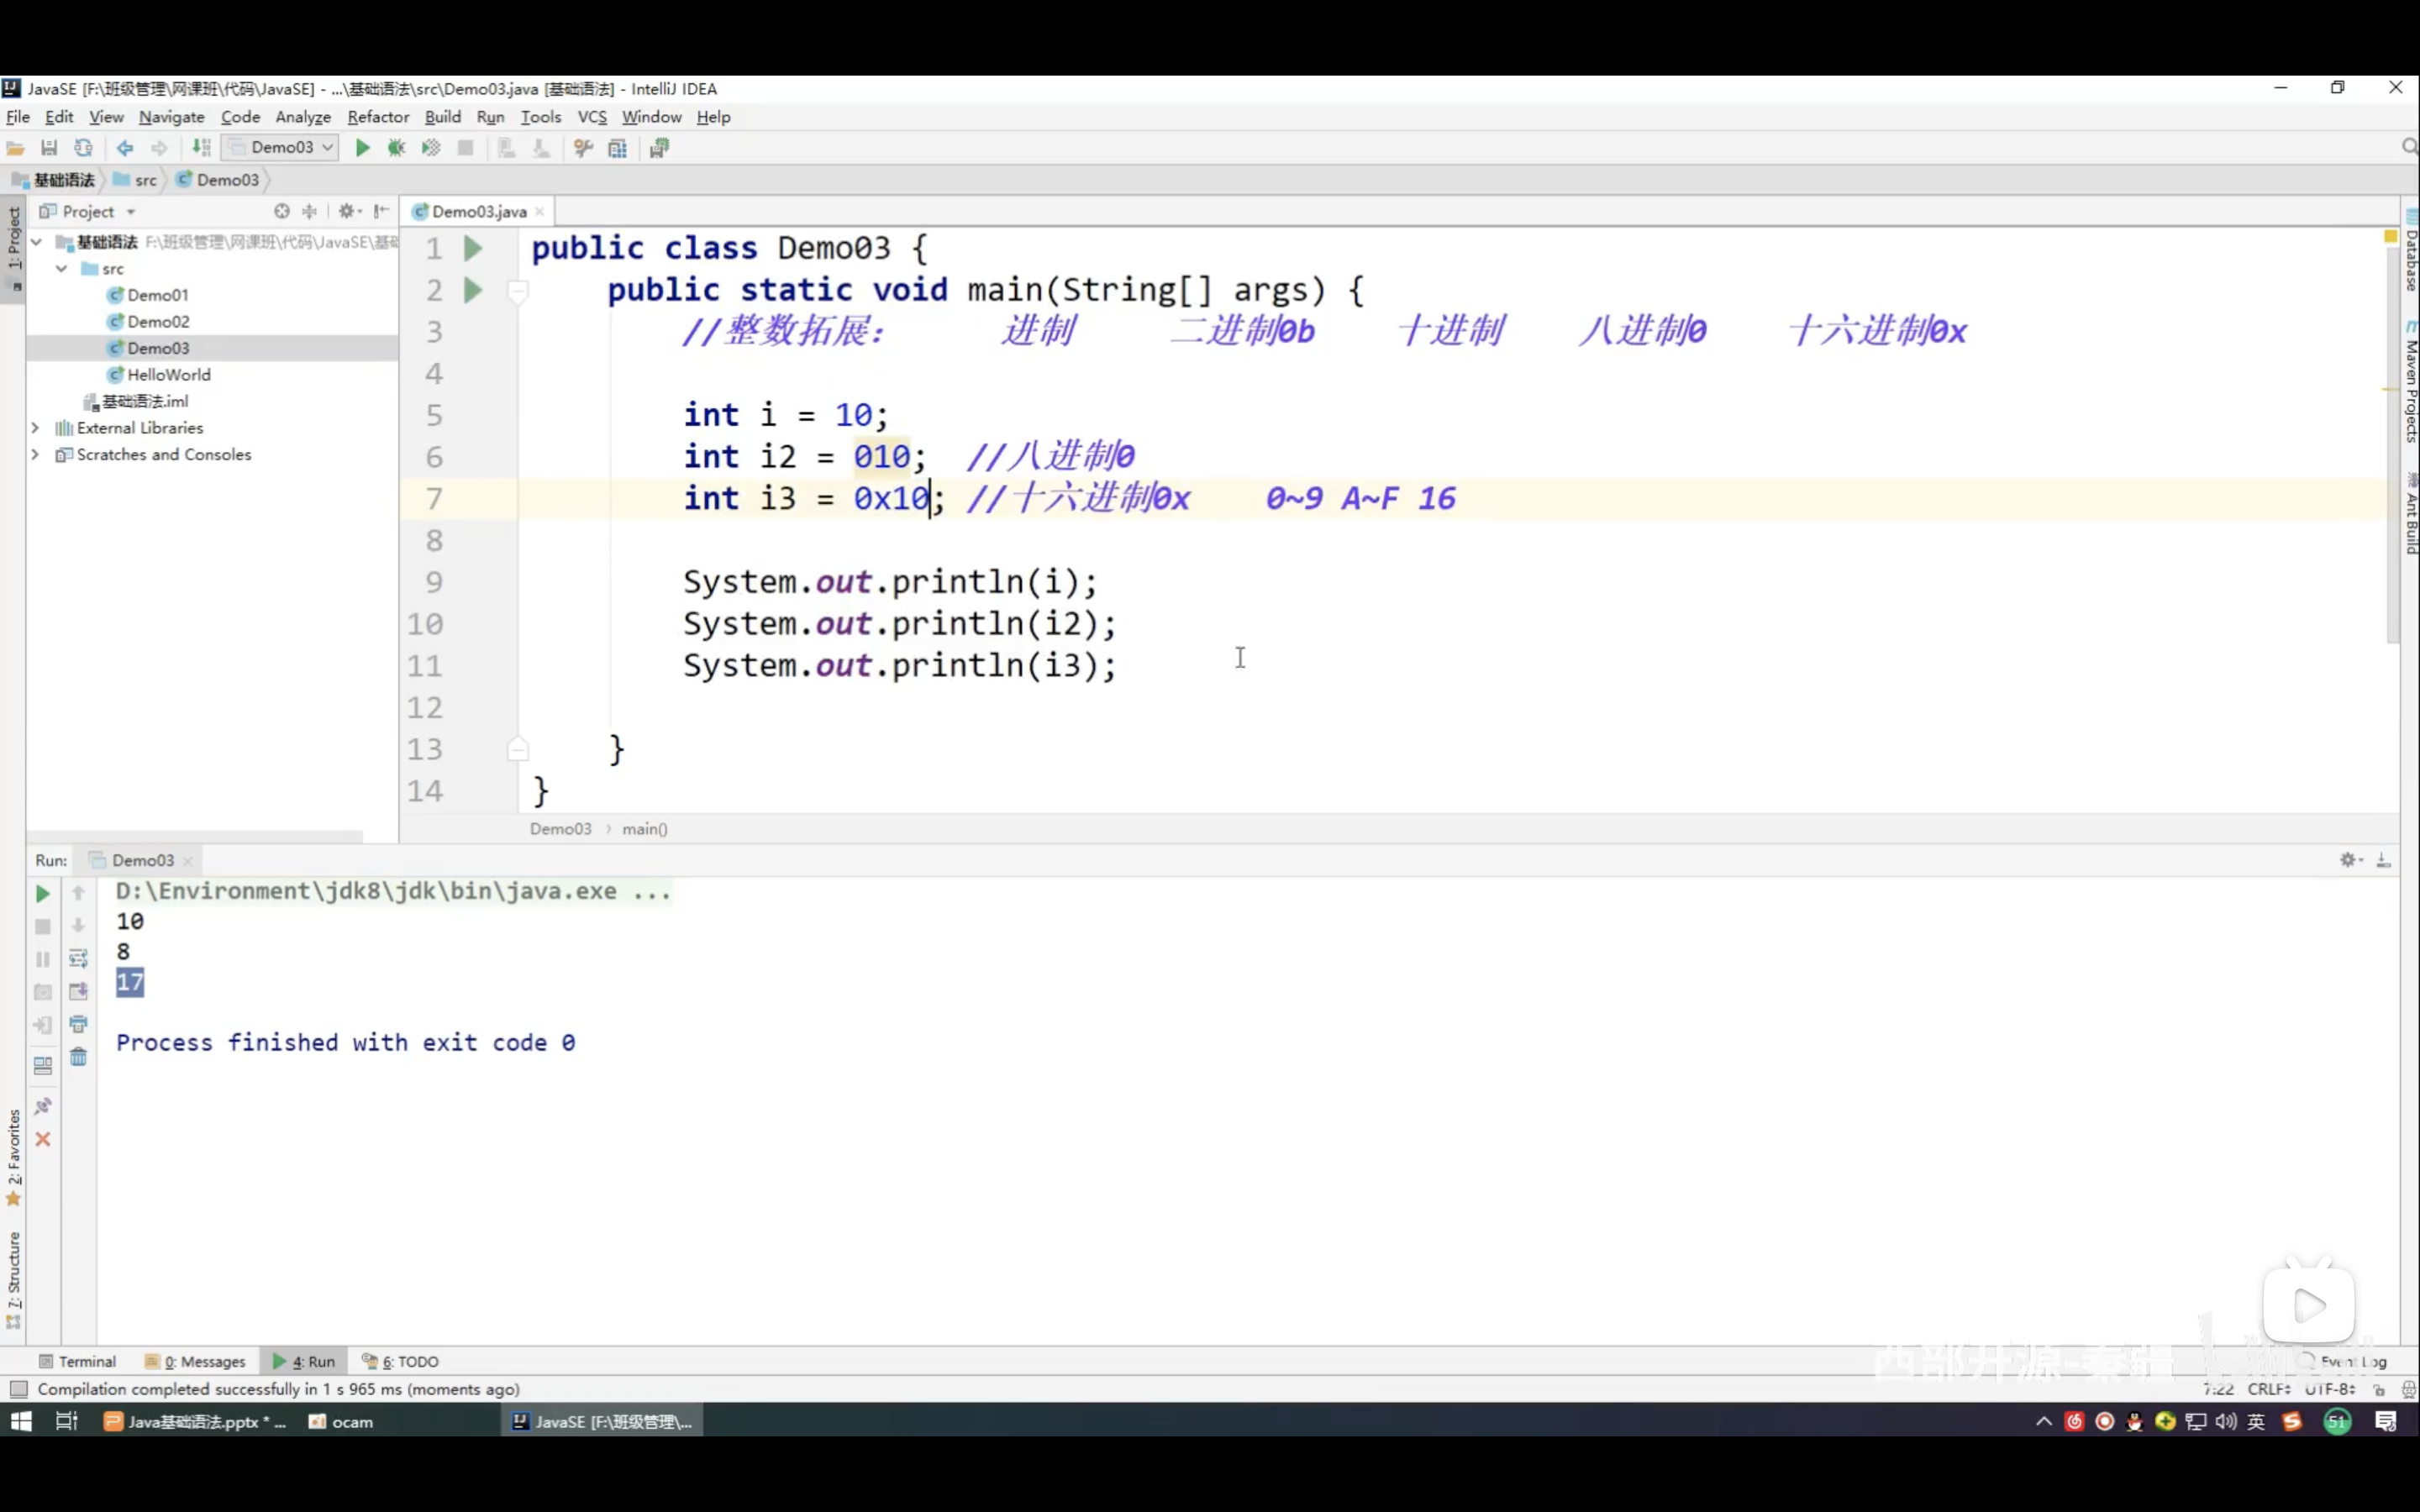 JavaSE [F:\班级管理\网课班\代码\JavaSE] - ...\基础语法\src\Demo03.java [基础语法] - IntelliJ IDEA
File Edit View Navigate Code Analyze Refactor Build Run Tools VCS Window Help
Demo03
基础语法 src Demo03
Project
Demo03.java
1: Project
基础语法 F:\班级管理\网课班\代码\JavaSE\基础
src
Demo01
Demo02
Demo03
HelloWorld
基础语法.iml
External Libraries
Scratches and Consoles
1 public class Demo03 {
2 public static void main(String[] args) {
3 //整数拓展： 进制 二进制0b 十进制 八进制0 十六进制0x
4
5 int i = 10;
6 int i2 = 010; //八进制0
7 int i3 = 0x10; //十六进制0x 0~9 A~F 16
8
9 System.out.println(i);
10 System.out.println(i2);
11 System.out.println(i3);
12
13 }
14 }
Demo03 › main()
Database
Maven Projects
Ant Build
Run: Demo03
D:\Environment\jdk8\jdk\bin\java.exe ...
10
8
17
Process finished with exit code 0
2: Favorites
7: Structure
Terminal 0: Messages 4: Run 6: TODO
Event Log
西部开源-秦疆
Compilation completed successfully in 1 s 965 ms (moments ago)
7:22 CRLF UTF-8
Java基础语法.pptx * ...
ocam
JavaSE [F:\班级管理\...
英
51